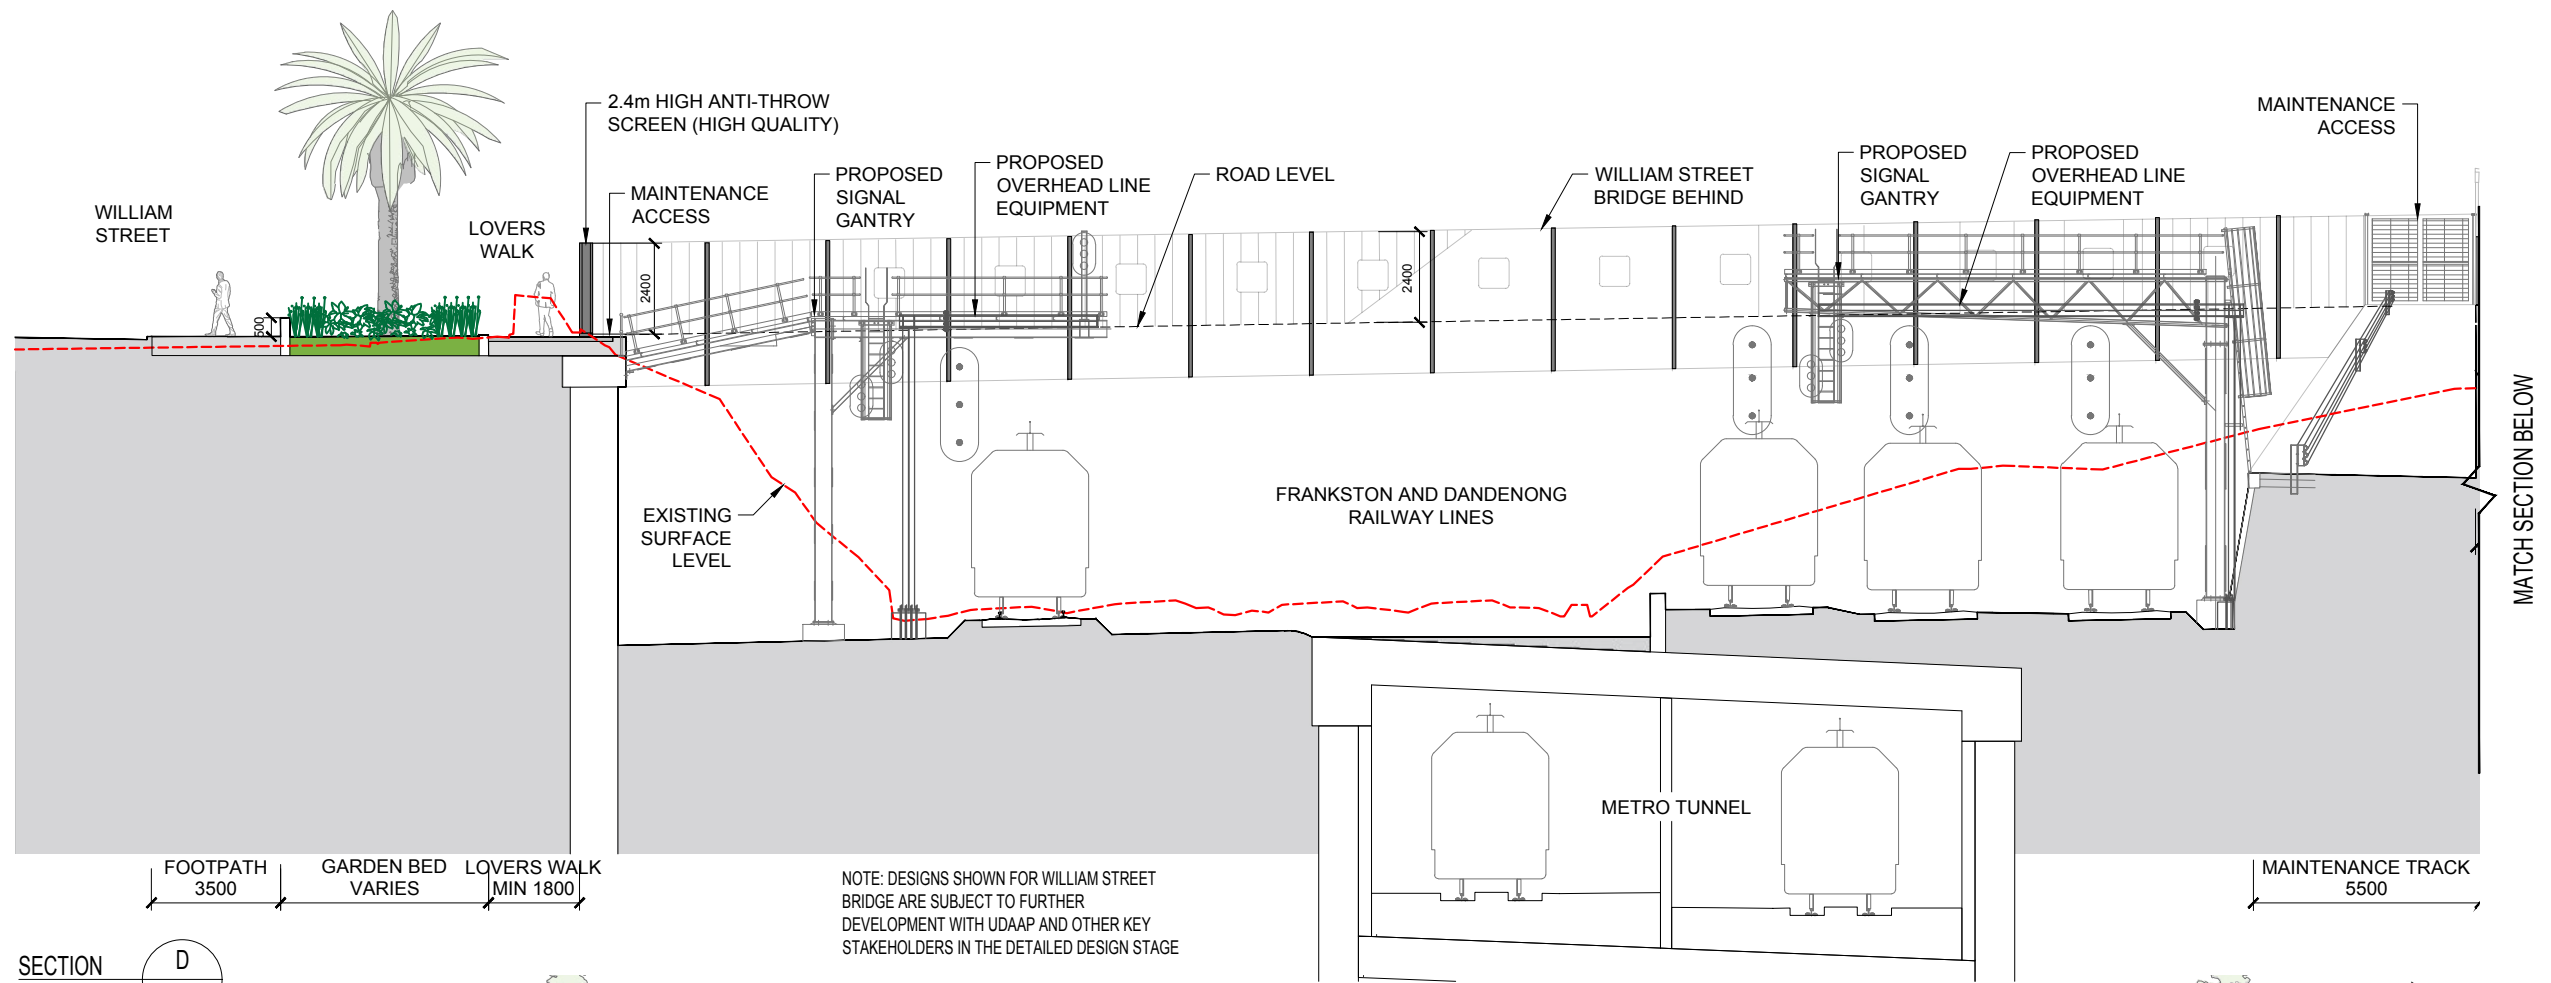 2.4m HIGH ANTI-THROW
SCREEN (HIGH QUALITY)
MAINTENANCE
ACCESS
PROPOSED
SIGNAL
GANTRY
PROPOSED
OVERHEAD LINE
EQUIPMENT
ROAD LEVEL
WILLIAM STREET
BRIDGE BEHIND
PROPOSED
SIGNAL
GANTRY
PROPOSED
OVERHEAD LINE
EQUIPMENT
MAINTENANCE
ACCESS
WILLIAM
STREET
LOVERS
WALK
500
2400
2400
EXISTING
SURFACE
LEVEL
FRANKSTON AND DANDENONG
RAILWAY LINES
MATCH SECTION BELOW
METRO TUNNEL
FOOTPATH
3500
GARDEN BED
VARIES
LOVERS WALK
MIN 1800
MAINTENANCE TRACK
5500
NOTE: DESIGNS SHOWN FOR WILLIAM STREET
BRIDGE ARE SUBJECT TO FURTHER
DEVELOPMENT WITH UDAAP AND OTHER KEY
STAKEHOLDERS IN THE DETAILED DESIGN STAGE
SECTION
D